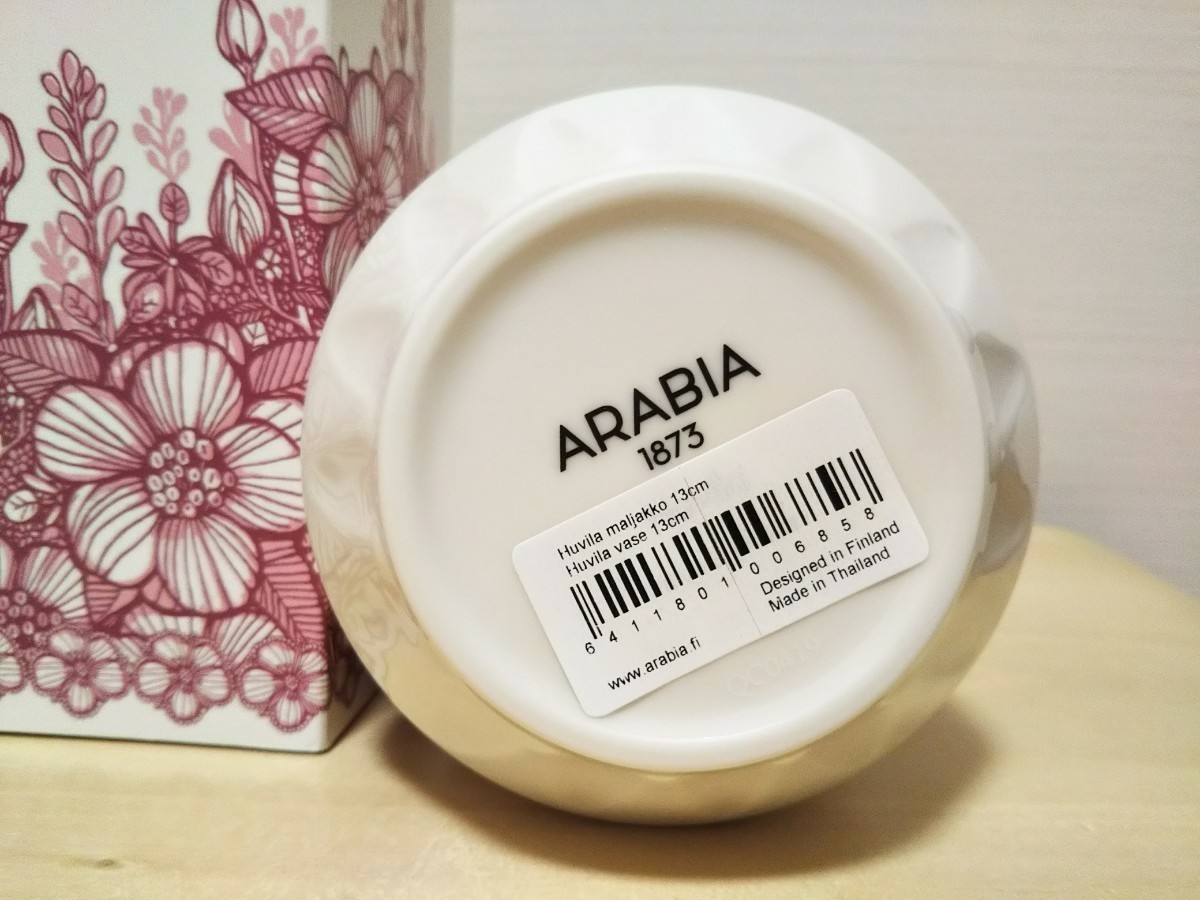 ARABIA
1873
Huvila maljakko 13cm
Huvila vase 13cm
6 411801 006858
Designed in Finland
Made in Thailand
www.arabia.fi